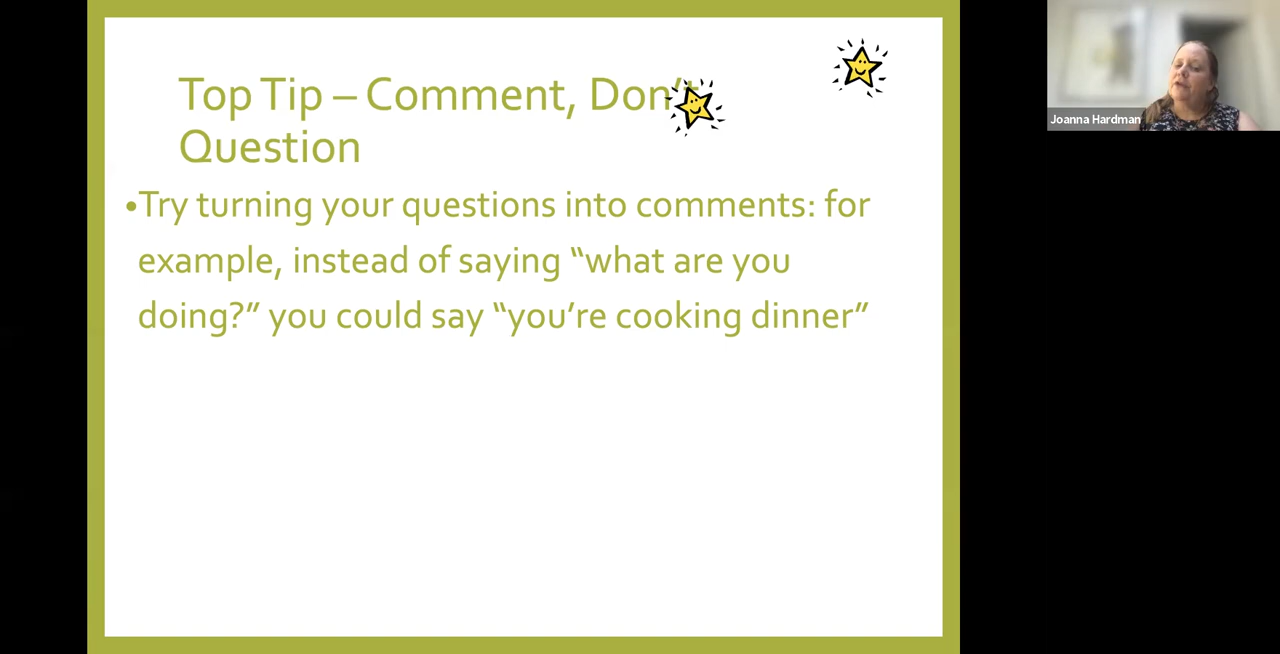 Top Tip – Comment, Don't
Question
•Try turning your questions into comments: for
example, instead of saying “what are you
doing?” you could say “you’re cooking dinner”
Joanna Hardman